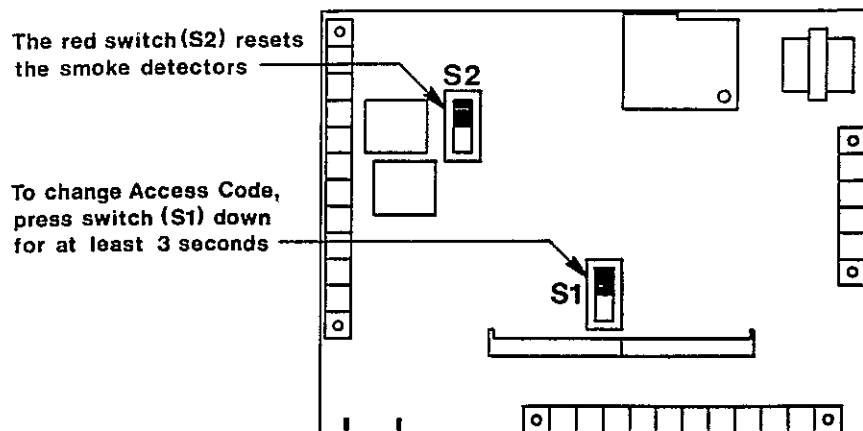 The red switch (S2) resets
the smoke detectors
S2
To change Access Code,
press switch (S1) down
for at least 3 seconds
S1